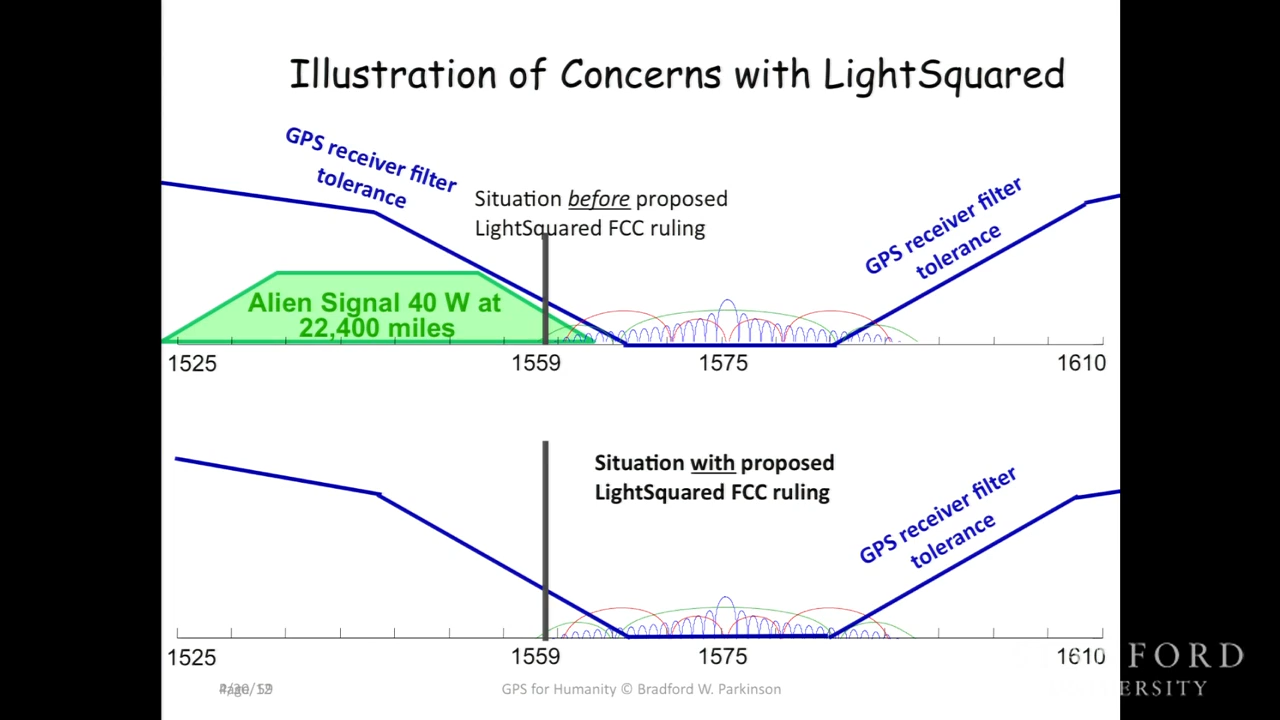 Illustration of Concerns with LightSquared
GPS receiver filter
tolerance
Situation before proposed
LightSquared FCC ruling
GPS receiver filter
tolerance
Alien Signal 40 W at
22,400 miles
1525
1559
1575
1610
Situation with proposed
LightSquared FCC ruling
GPS receiver filter
tolerance
1525
1559
1575
1610
GPS for Humanity © Bradford W. Parkinson